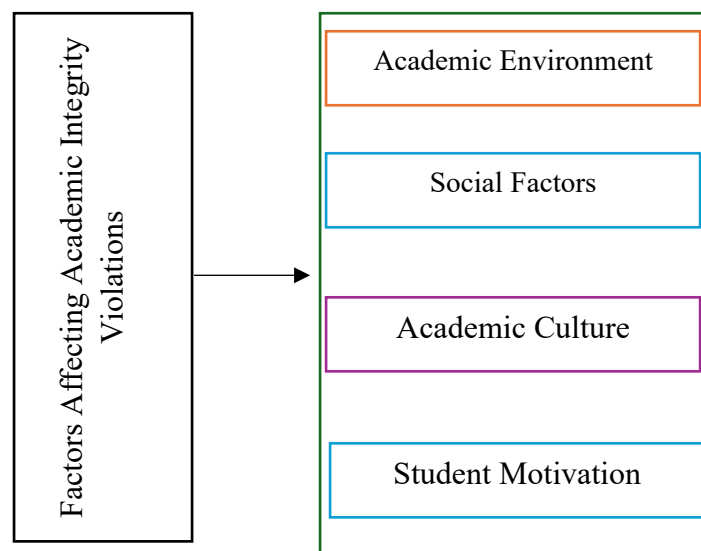 Factors Affecting Academic Integrity
Violations
Academic Environment
Social Factors
Academic Culture
Student Motivation